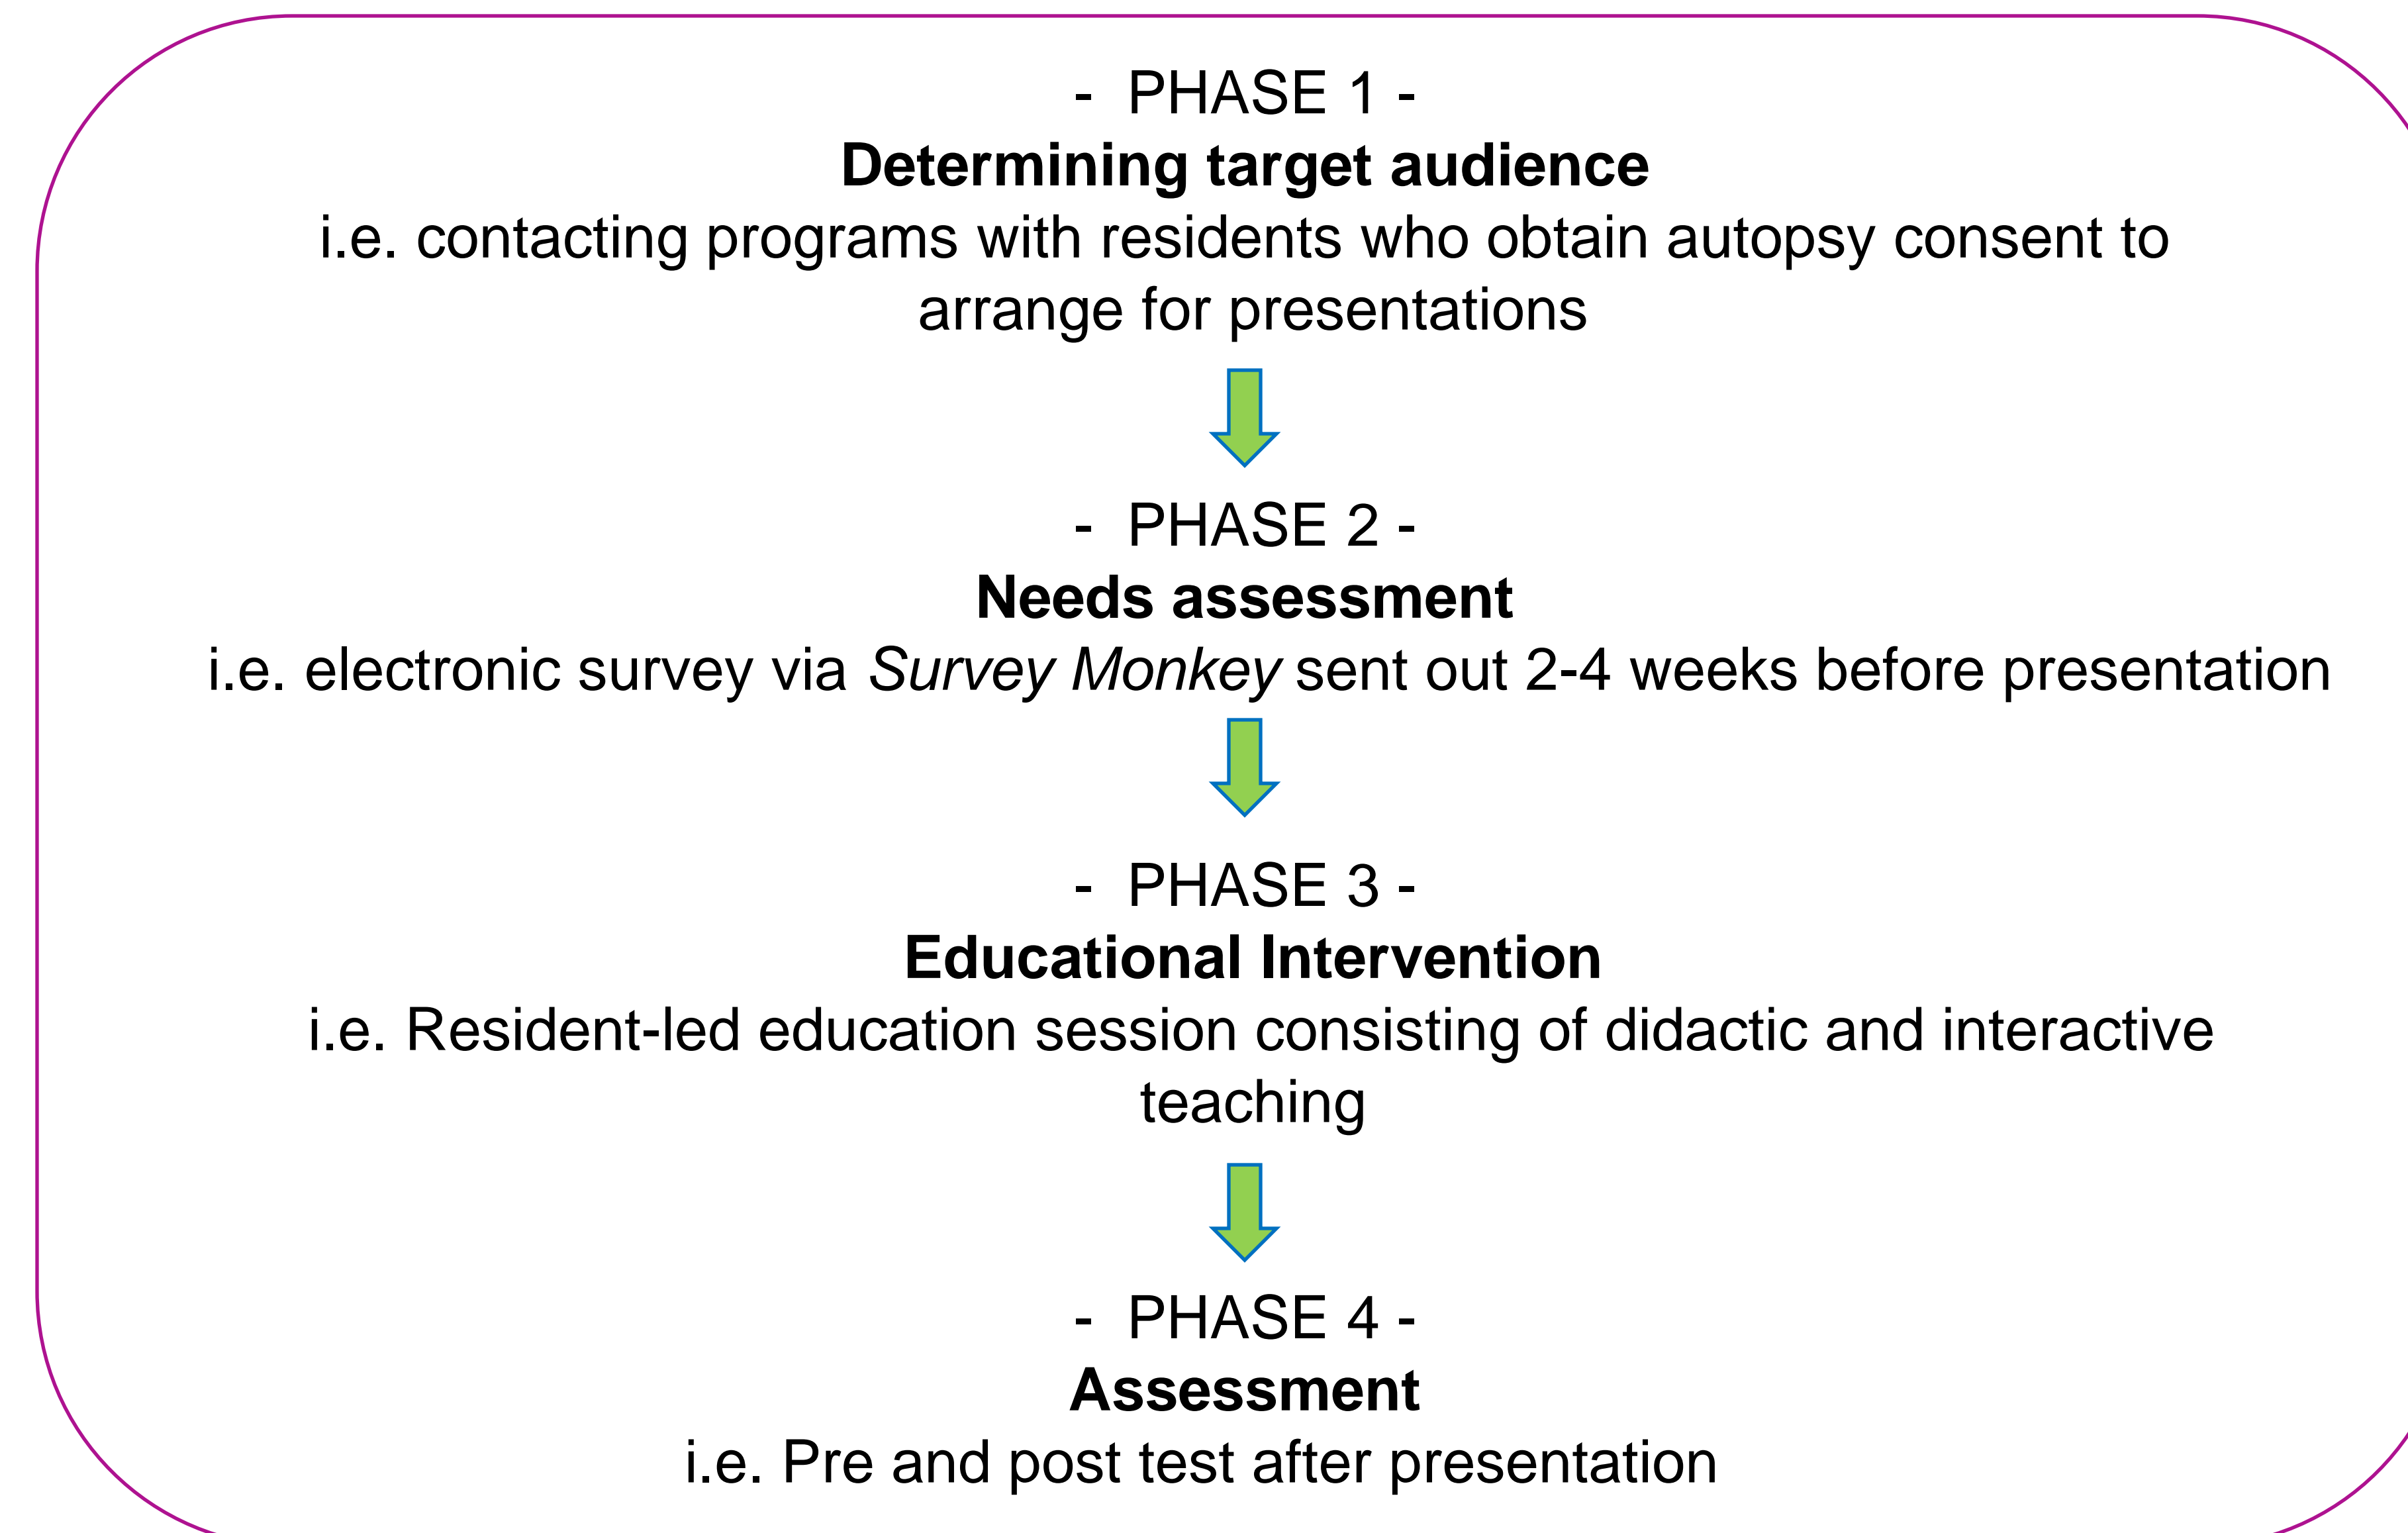 - PHASE 1 -
Determining target audience
i.e. contacting programs with residents who obtain autopsy consent to
arrange for presentations
- PHASE 2 -
Needs assessment
i.e. electronic survey via Survey Monkey sent out 2-4 weeks before presentation
- PHASE 3 -
Educational Intervention
i.e. Resident-led education session consisting of didactic and interactive
teaching
- PHASE 4 -
Assessment
i.e. Pre and post test after presentation